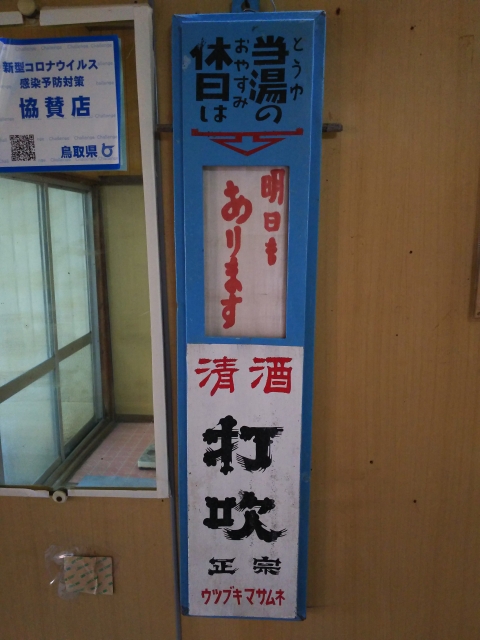 新型コロナウイルス
感染予防対策
協賛店
鳥取県
とうゆ
当湯の
おやすみ
休日は
明日も
あります
清酒
打吹
正宗
ウツブキマサムネ